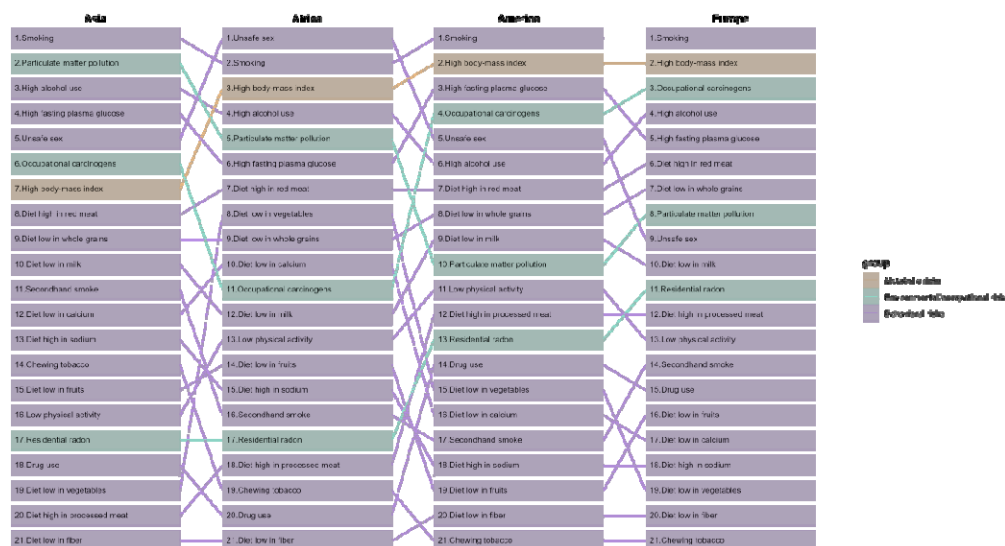 Asia
1.Smoking
2.Particulate matter pollution
3.High alcohol use
4.High fasting plasma glucose
5.Unsafe sex
6.Occupational carcinogens
7.High body-mass index
8.Diet high in red meat
9.Diet low in whole grains
10.Diet low in milk
11.Secondhand smoke
12.Diet low in calcium
13.Diet high in sodium
14.Chewing tobacco
15.Diet low in fruits
16.Low physical activity
17.Residential radon
18.Drug use
19.Diet low in vegetables
20.Diet high in processed meat
21.Diet low in fiber
Africa
1.Unsafe sex
2.Smoking
3.High body-mass index
4.High alcohol use
5.Particulate matter pollution
6.High fasting plasma glucose
7.Diet high in red meat
8.Diet low in vegetables
9.Diet low in whole grains
10.Diet low in calcium
11.Occupational carcinogens
12.Diet low in milk
13.Low physical activity
14.Diet low in fruits
15.Diet high in sodium
16.Secondhand smoke
17.Residential radon
18.Diet high in processed meat
19.Chewing tobacco
20.Drug use
21.Diet low in fiber
America
1.Smoking
2.High body-mass index
3.High fasting plasma glucose
4.Occupational carcinogens
5.Unsafe sex
6.High alcohol use
7.Diet high in red meat
8.Diet low in whole grains
9.Diet low in milk
10.Particulate matter pollution
11.Low physical activity
12.Diet high in processed meat
13.Residential radon
14.Drug use
15.Diet low in vegetables
16.Diet low in calcium
17.Secondhand smoke
18.Diet high in sodium
19.Diet low in fruits
20.Diet low in fiber
21.Chewing tobacco
Europe
1.Smoking
2.High body-mass index
3.Occupational carcinogens
4.High alcohol use
5.High fasting plasma glucose
6.Diet high in red meat
7.Diet low in whole grains
8.Particulate matter pollution
9.Unsafe sex
10.Diet low in milk
11.Residential radon
12.Diet high in processed meat
13.Low physical activity
14.Secondhand smoke
15.Drug use
16.Diet low in fruits
17.Diet low in calcium
18.Diet high in sodium
19.Diet low in vegetables
20.Diet low in fiber
21.Chewing tobacco
group
Metabolic risks
Environmental/occupational risks
Behavioral risks